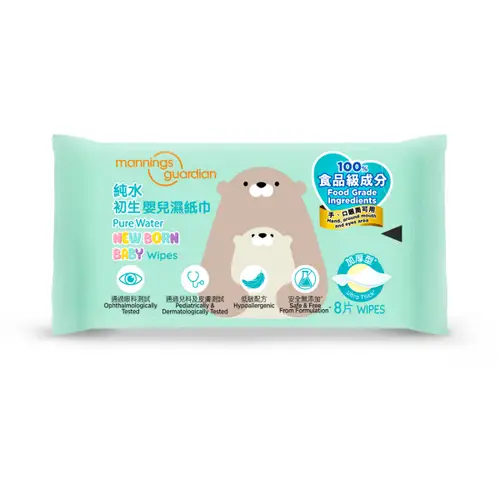 mannings
guardian
純水
初生嬰兒濕紙巾
Pure Water
NEW BORN
BABY wipes
100%
食品級成分
Food Grade
Ingredients
手、口適用可用
Hand, around mouth
and eyes area
加厚型*
Ultra Thick*
通過眼科測試
Ophthalmologically
Tested
通過兒科及皮膚測試
Pediatrically &
Dermatologically Tested
低敏配方
Hypoallergenic
安全無添加*
Safe & Free
From Formulation*
8片 WIPES